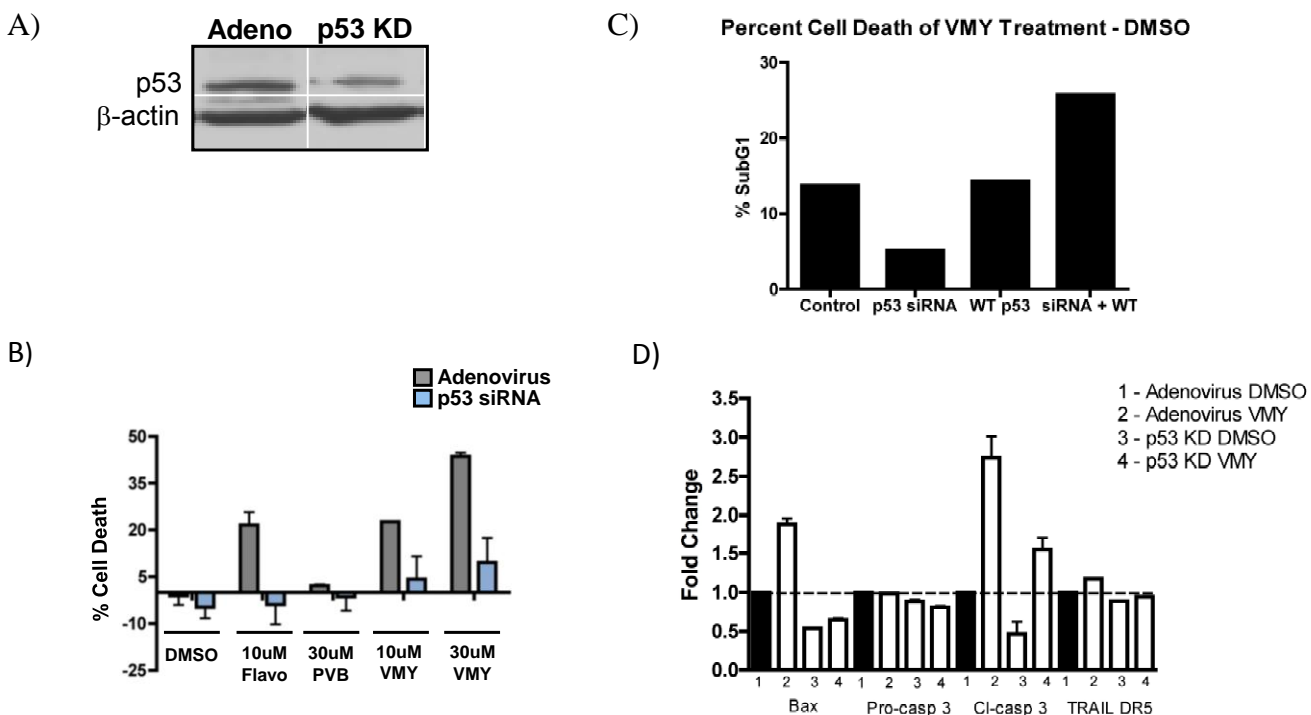 A)
Adeno p53 KD
p53
β-actin
B)
Adenovirus
p53 siRNA
% Cell Death
50
35
20
5
-10
-25
DMSO
10uM
Flavo
30uM
PVB
10uM
VMY
30uM
VMY
C)
Percent Cell Death of VMY Treatment - DMSO
% SubG1
30
20
10
0
Control p53 siRNA WT p53 siRNA + WT
D)
1 - Adenovirus DMSO
2 - Adenovirus VMY
3 - p53 KD DMSO
4 - p53 KD VMY
Fold Change
3.5
3.0
2.5
2.0
1.5
1.0
0.5
0.0
1 2 3 4 1 2 3 4 1 2 3 4 1 2 3 4
Bax Pro-casp 3 Cl-casp 3 TRAIL DR5